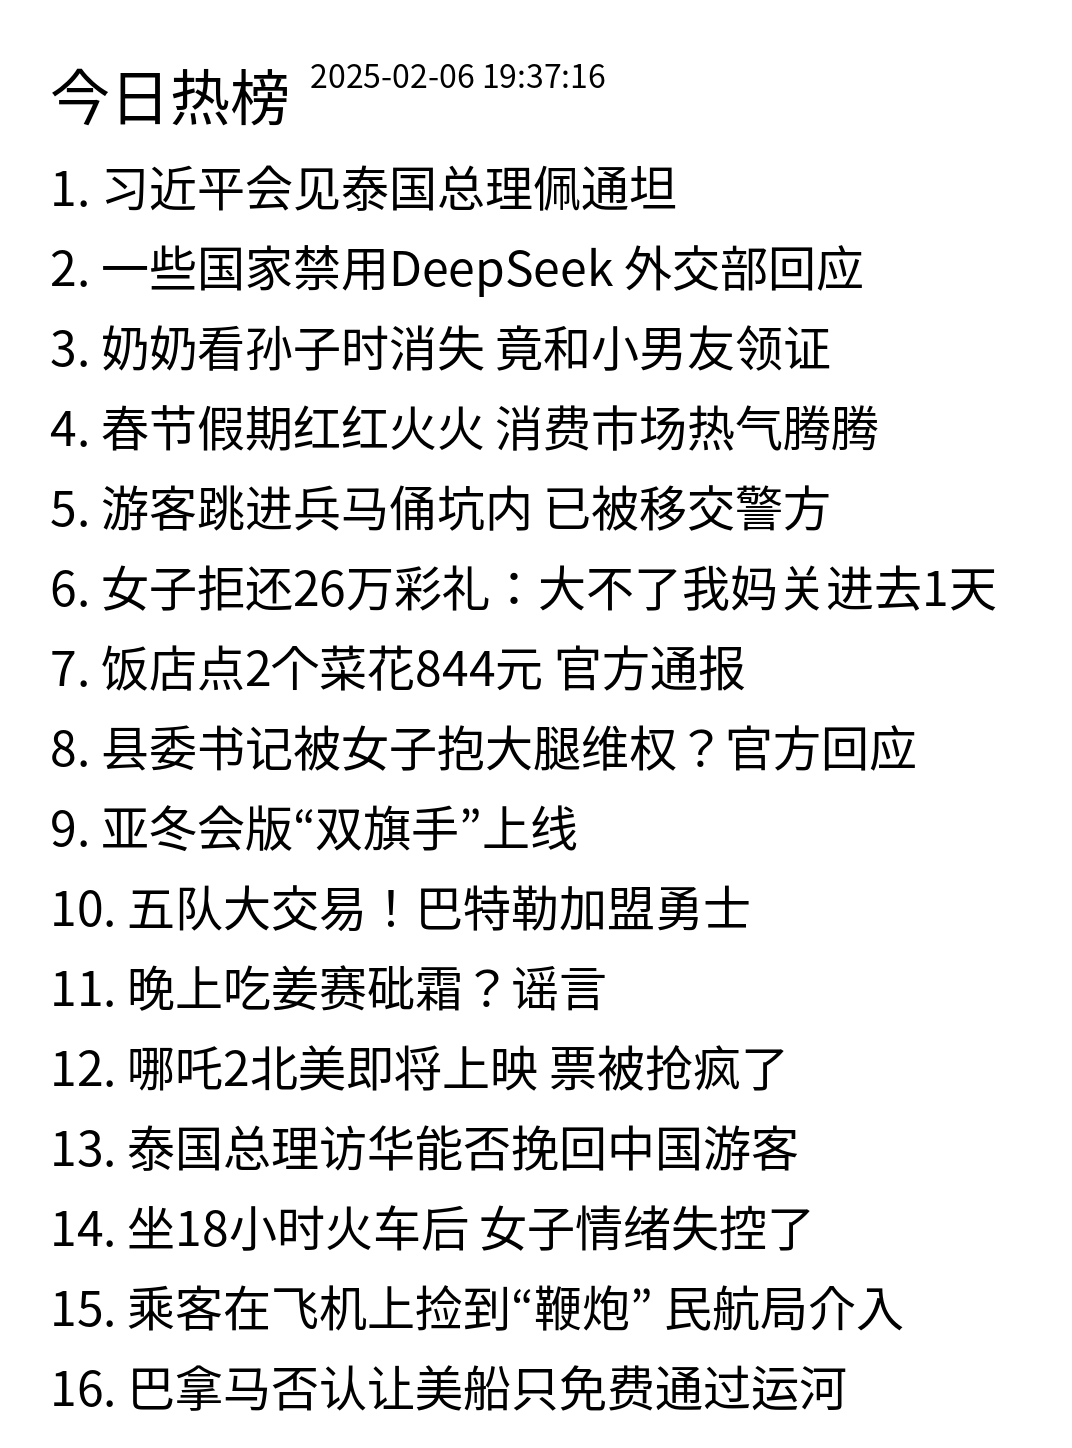 今日热榜 2025-02-06 19:37:16
1. 习近平会见泰国总理佩通坦
2. 一些国家禁用DeepSeek 外交部回应
3. 奶奶看孙子时消失 竟和小男友领证
4. 春节假期红红火火 消费市场热气腾腾
5. 游客跳进兵马俑坑内 已被移交警方
6. 女子拒还26万彩礼：大不了我妈关进去1天
7. 饭店点2个菜花844元 官方通报
8. 县委书记被女子抱大腿维权？官方回应
9. 亚冬会版“双旗手”上线
10. 五队大交易！巴特勒加盟勇士
11. 晚上吃姜赛砒霜？谣言
12. 哪吒2北美即将上映 票被抢疯了
13. 泰国总理访华能否挽回中国游客
14. 坐18小时火车后 女子情绪失控了
15. 乘客在飞机上捡到“鞭炮” 民航局介入
16. 巴拿马否认让美船只免费通过运河